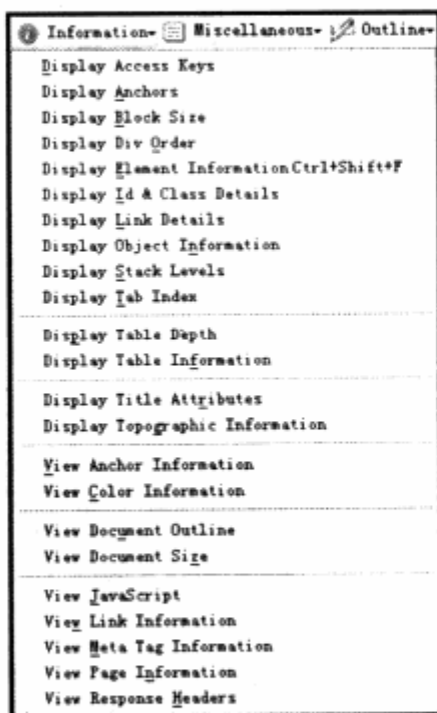 Information Miscellaneous Outline
Display Access Keys
Display Anchors
Display Block Size
Display Div Order
Display Element Information Ctrl+Shift+F
Display Id & Class Details
Display Link Details
Display Object Information
Display Stack Levels
Display Tab Index
Display Table Depth
Display Table Information
Display Title Attributes
Display Topographic Information
View Anchor Information
View Color Information
View Document Outline
View Document Size
View JavaScript
View Link Information
View Meta Tag Information
View Page Information
View Response Headers